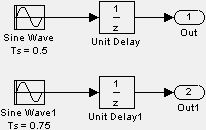 1
z
1
Sine Wave
Ts = 0.5
Unit Delay
Out
1
z
2
Sine Wave1
Ts = 0.75
Unit Delay1
Out1